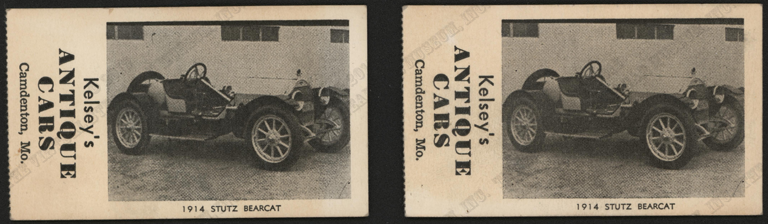 Kelsey's
ANTIQUE
CARS
Camdenton, Mo.
1914 STUTZ BEARCAT
Kelsey's
ANTIQUE
CARS
Camdenton, Mo.
1914 STUTZ BEARCAT